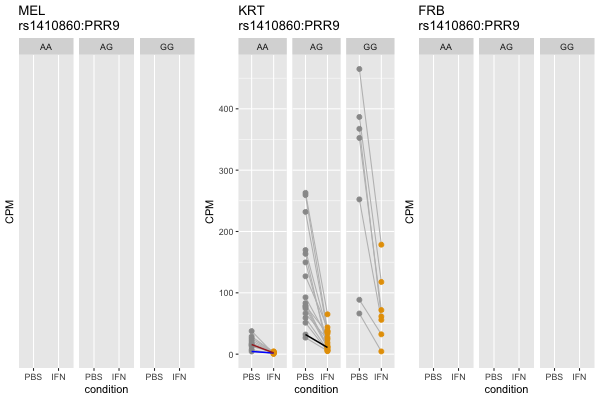 MEL
rs1410860:PRR9
AA AG GG
CPM
PBS IFN PBS IFN PBS IFN
condition
KRT
rs1410860:PRR9
AA AG GG
400
300
200
100
0
CPM
PBS IFN PBS IFN PBS IFN
condition
FRB
rs1410860:PRR9
AA AG GG
CPM
PBS IFN PBS IFN PBS IFN
condition